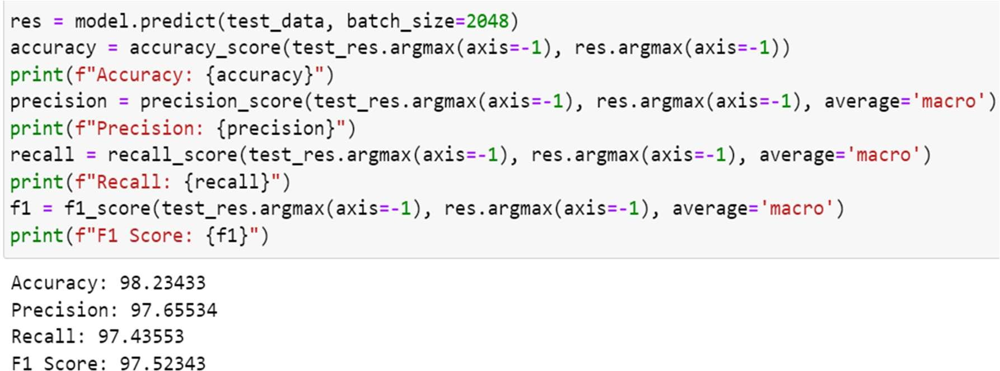 res = model.predict(test_data, batch_size=2048)
accuracy = accuracy_score(test_res.argmax(axis=-1), res.argmax(axis=-1))
print(f"Accuracy: {accuracy}")
precision = precision_score(test_res.argmax(axis=-1), res.argmax(axis=-1), average='macro')
print(f"Precision: {precision}")
recall = recall_score(test_res.argmax(axis=-1), res.argmax(axis=-1), average='macro')
print(f"Recall: {recall}")
f1 = f1_score(test_res.argmax(axis=-1), res.argmax(axis=-1), average='macro')
print(f"F1 Score: {f1}")
Accuracy: 98.23433
Precision: 97.65534
Recall: 97.43553
F1 Score: 97.52343